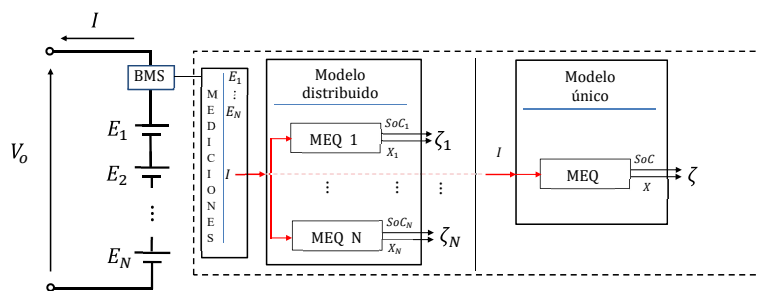 I
BMS
V_o
E_1
E_2
⋮
E_N
MEDICIONES
E_1
⋮
E_N
I
Modelo
distribuido
MEQ 1
SoC_1
X_1
ζ_1
⋮ ⋮ ⋮
MEQ N
SoC_N
X_N
ζ_N
I
Modelo
único
MEQ
SoC
X
ζ